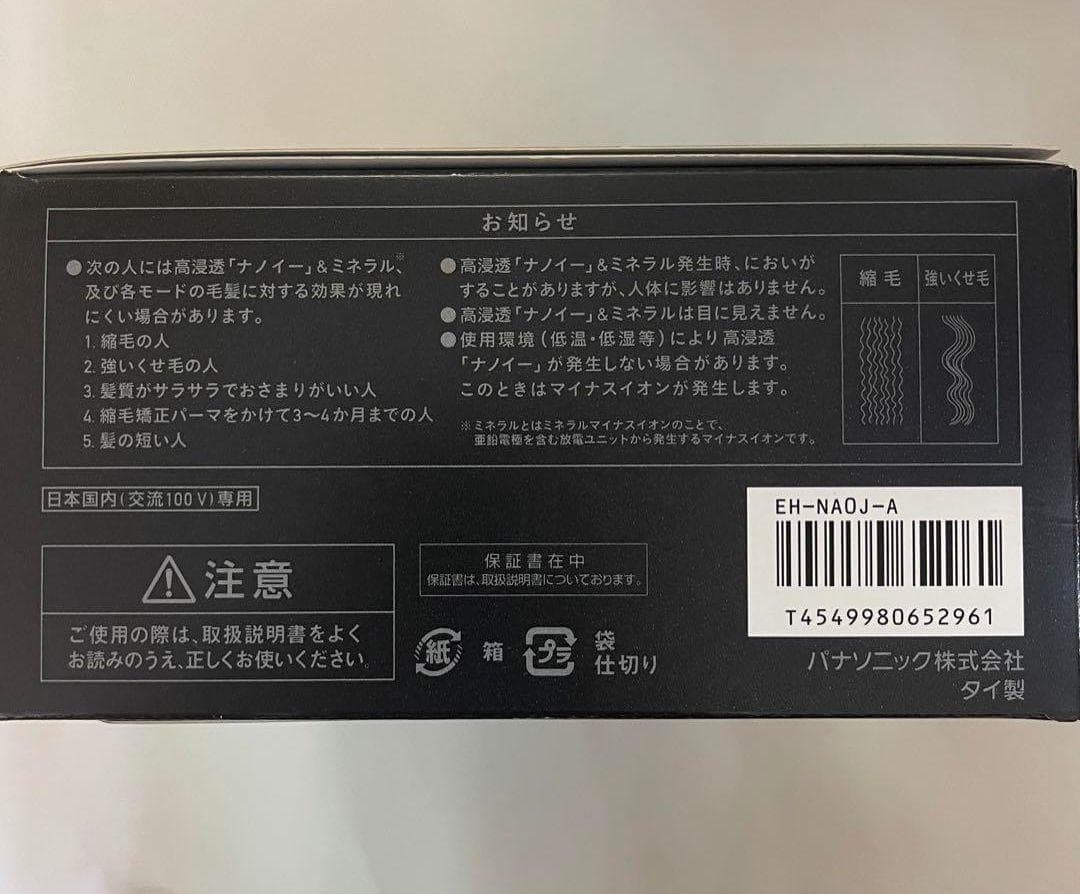 お知らせ
●次の人には高浸透「ナノイー」&ミネラル※、
及び各モードの毛髪に対する効果が現れ
にくい場合があります。
1. 縮毛の人
2. 強いくせ毛の人
3. 髪質がサラサラでおさまりがいい人
4. 縮毛矯正パーマをかけて3〜4か月までの人
5. 髪の短い人
●高浸透「ナノイー」&ミネラル発生時、においが
することがありますが、人体に影響はありません。
●高浸透「ナノイー」&ミネラルは目に見えません。
●使用環境(低温・低湿等)により高浸透
「ナノイー」が発生しない場合があります。
このときはマイナスイオンが発生します。
※ミネラルとはミネラルマイナスイオンのことで、
亜鉛電極を含む放電ユニットから発生するマイナスイオンです。
縮毛 強いくせ毛
日本国内(交流100V)専用
注意
ご使用の際は、取扱説明書をよく
お読みのうえ、正しくお使いください。
保証書在中
保証書は、取扱説明書についております。
紙 箱 プラ 袋
仕切り
EH-NA0J-A
T4549980652961
パナソニック株式会社
タイ製